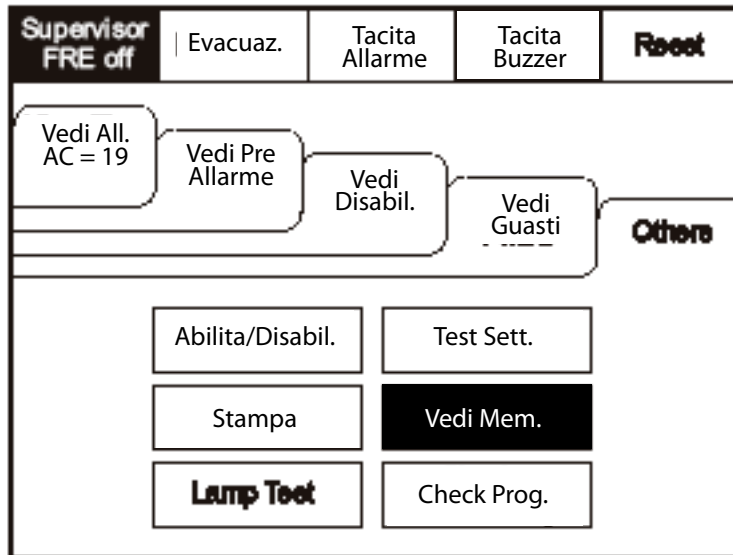 Supervisor
FRE off
Evacuaz.
Tacita
Allarme
Tacita
Buzzer
Reset
Vedi All.
AC = 19
Vedi Pre
Allarme
Vedi
Disabil.
Vedi
Guasti
Others
Abilita/Disabil.
Test Sett.
Stampa
Vedi Mem.
Lamp Test
Check Prog.